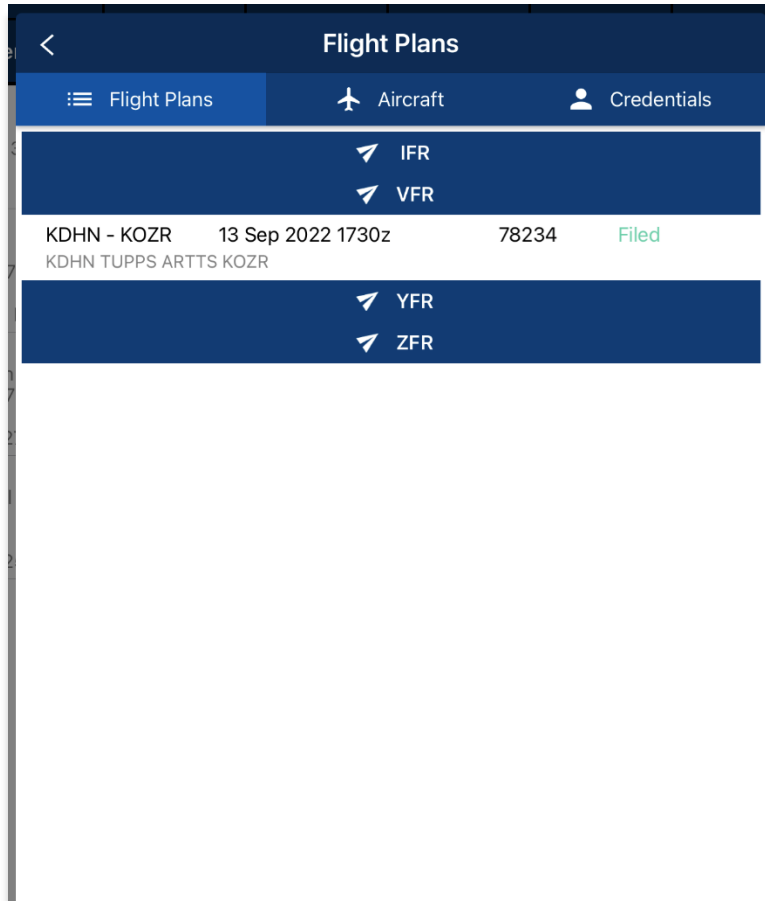 Flight Plans
Flight Plans Aircraft Credentials
IFR
VFR
KDHN - KOZR 13 Sep 2022 1730z 78234 Filed
KDHN TUPPS ARTTS KOZR
YFR
ZFR